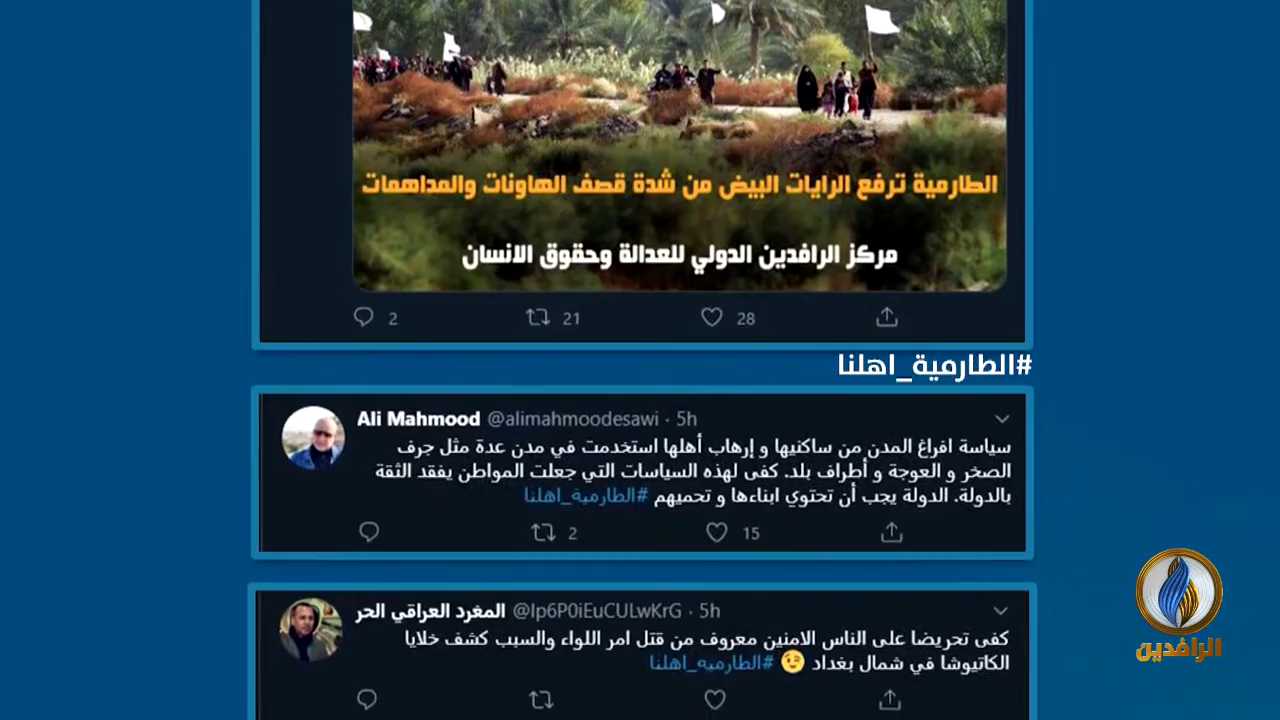 الطارمية ترفع الرايات البيض من شدة قصف الهاونات والمداهمات
مركز الرافدين الدولي للعدالة وحقوق الانسان
2 21 28
#الطارمية_اهلنا
Ali Mahmood @alimahmoodesawi · 5h
سياسة افراغ المدن من ساكنيها و إرهاب أهلها استخدمت في مدن عدة مثل جرف
الصخر و العوجة و أطراف بلد. كفى لهذه السياسات التي جعلت المواطن يفقد الثقة
بالدولة. الدولة يجب أن تحتوي ابناءها و تحميهم #الطارمية_اهلنا
2 15
المغرد العراقي الحر @Ip6P0iEuCULwKrG · 5h
كفى تحريضا على الناس الامنين معروف من قتل امر اللواء والسبب كشف خلايا
الكاتيوشا في شمال بغداد 😉 #الطارميه_اهلنا
الرافدين